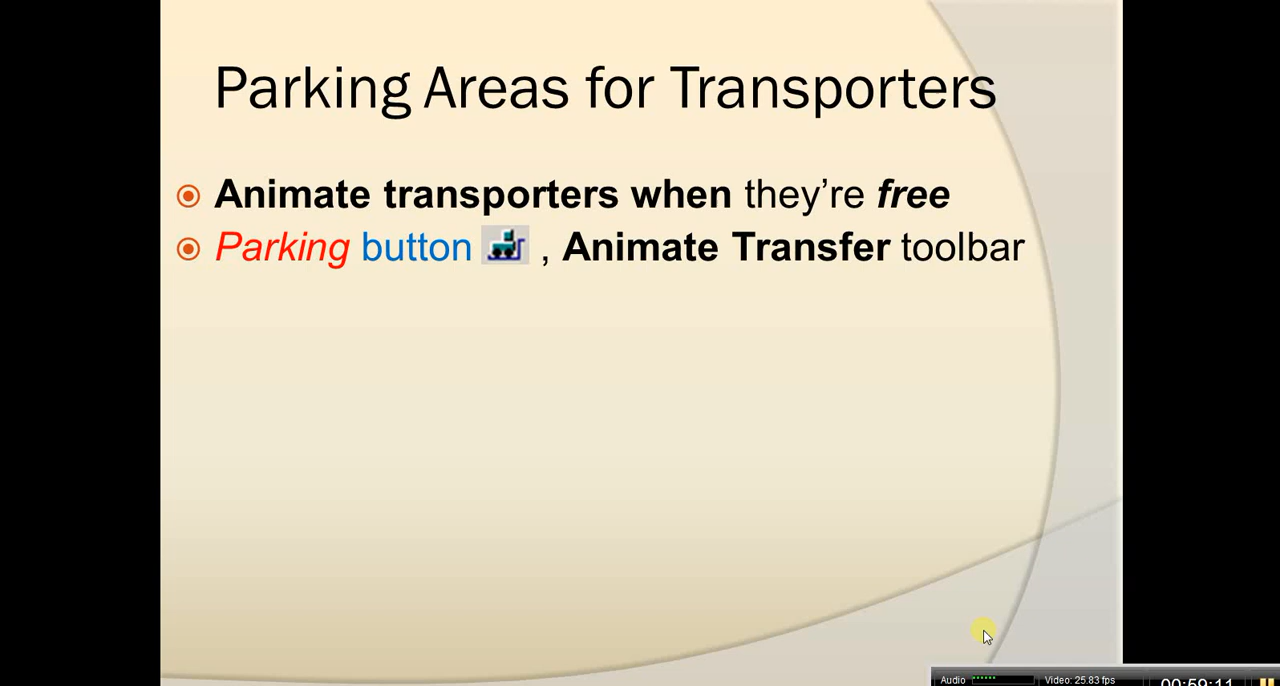 Parking Areas for Transporters
Animate transporters when they're free
Parking button , Animate Transfer toolbar
Audio Video: 25.83 fps 00:59:11